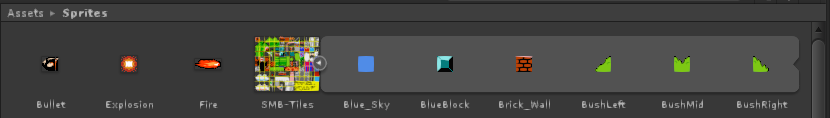 Assets ▸ Sprites
Bullet Explosion Fire SMB-Tiles Blue_Sky BlueBlock Brick_Wall BushLeft BushMid BushRight